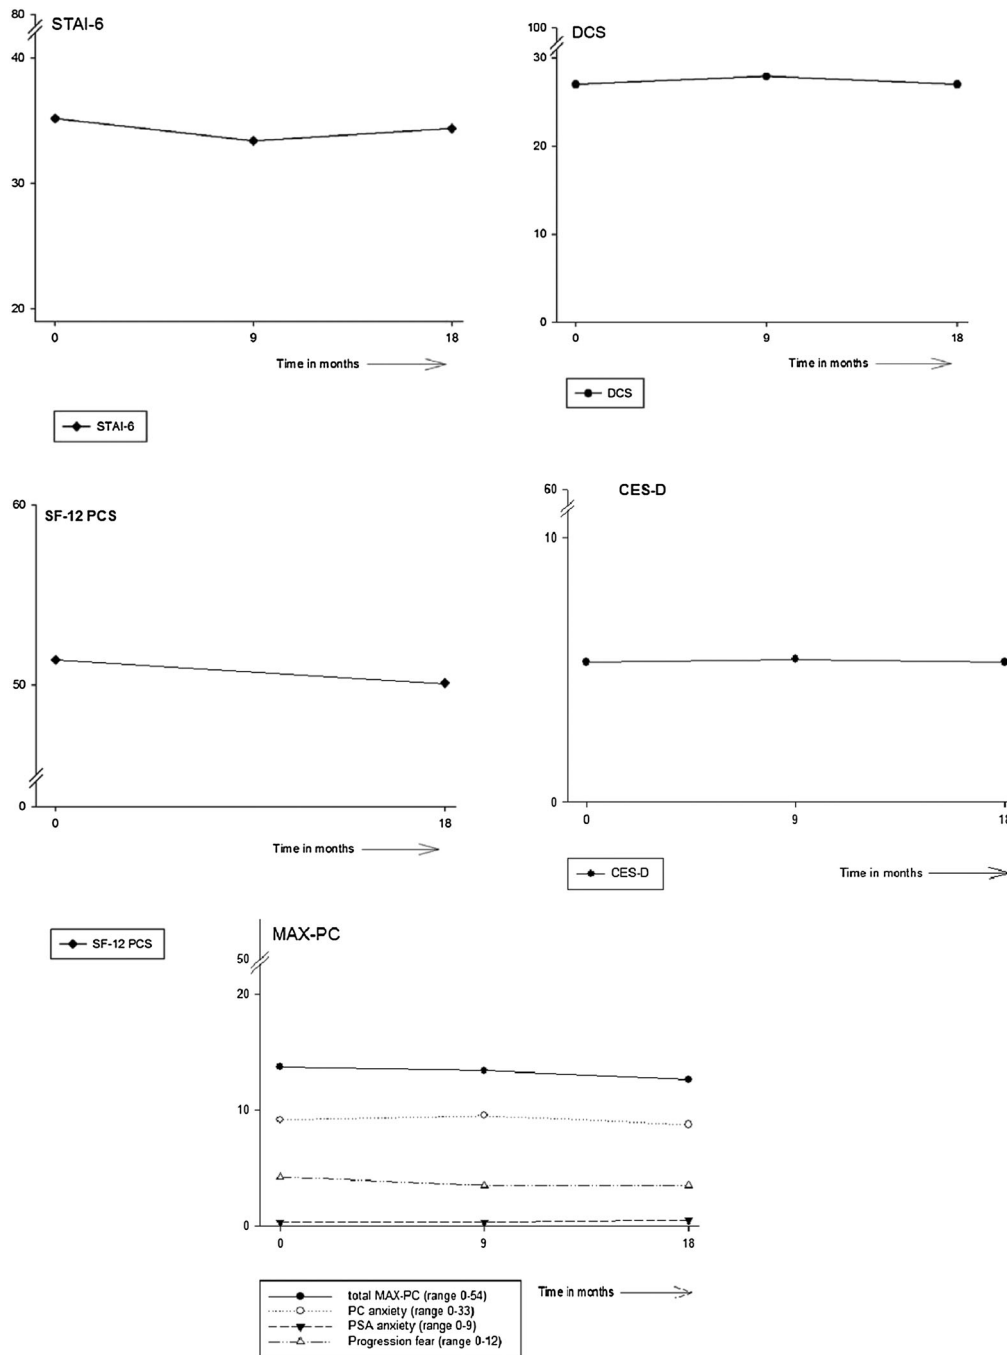 STAI-6
80
40
30
20
0 9 18
Time in months
STAI-6
DCS
100
30
20
10
0
0 9 18
Time in months
DCS
SF-12 PCS
60
50
0
0 18
Time in months
SF-12 PCS
CES-D
60
10
0
0 9 18
Time in months
CES-D
MAX-PC
50
20
10
0
0 9 18
Time in months
total MAX-PC (range 0-54)
PC anxiety (range 0-33)
PSA anxiety (range 0-9)
Progression fear (range 0-12)